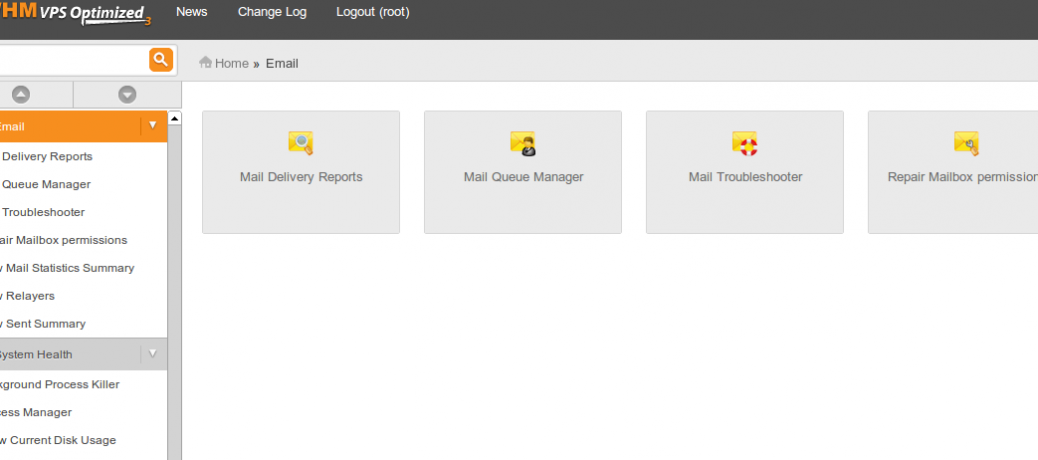 WHM VPS Optimized 3
News Change Log Logout (root)
Home » Email
Email
Delivery Reports
Queue Manager
Troubleshooter
air Mailbox permissions
w Mail Statistics Summary
w Relayers
w Sent Summary
System Health
kground Process Killer
cess Manager
w Current Disk Usage
Mail Delivery Reports
Mail Queue Manager
Mail Troubleshooter
Repair Mailbox permission